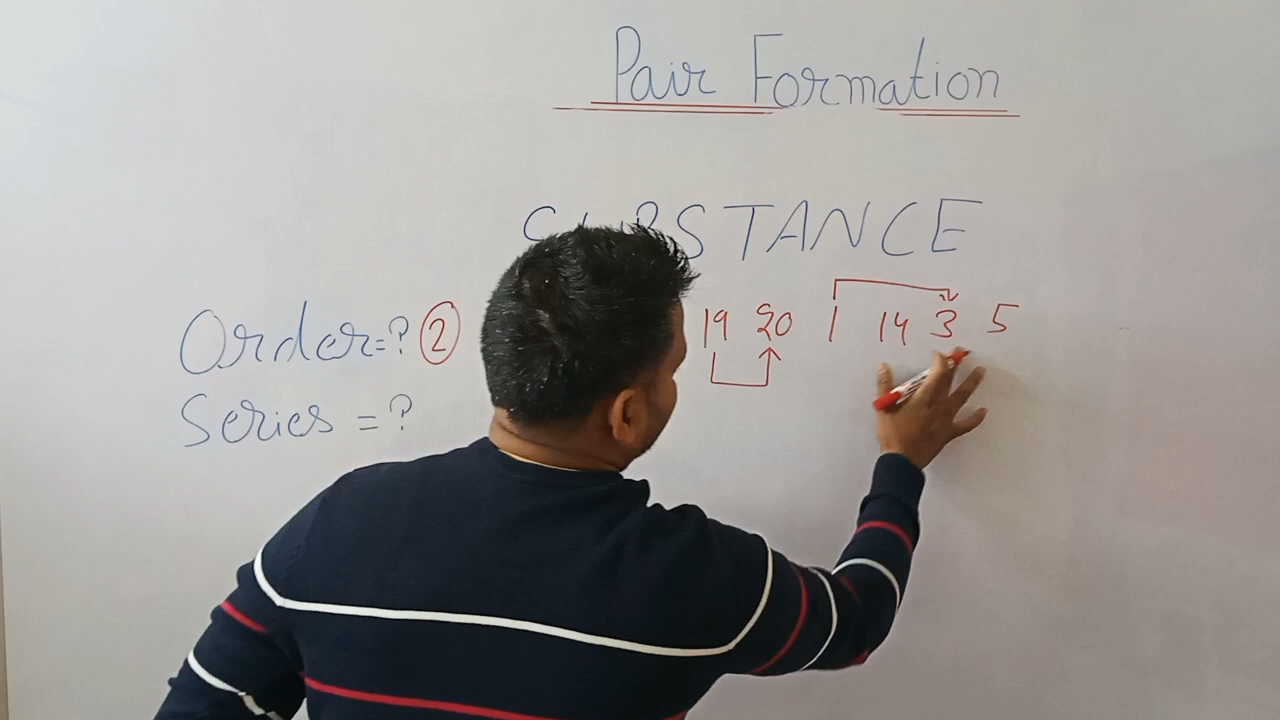 Pair Formation
SUBSTANCE
Order=? 2 19 20 1 14 3 5
Series = ?